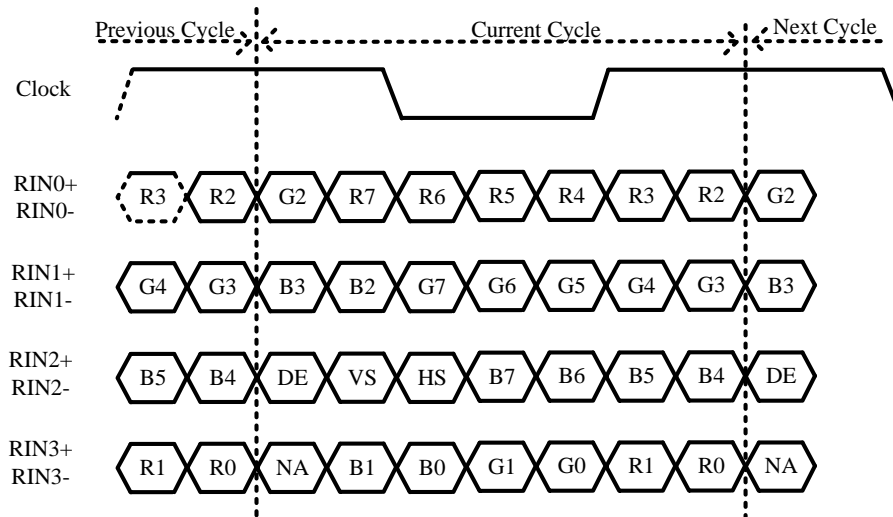 Previous Cycle Current Cycle Next Cycle
Clock
RIN0+
RIN0-
R3 R2 G2 R7 R6 R5 R4 R3 R2 G2
RIN1+
RIN1-
G4 G3 B3 B2 G7 G6 G5 G4 G3 B3
RIN2+
RIN2-
B5 B4 DE VS HS B7 B6 B5 B4 DE
RIN3+
RIN3-
R1 R0 NA B1 B0 G1 G0 R1 R0 NA